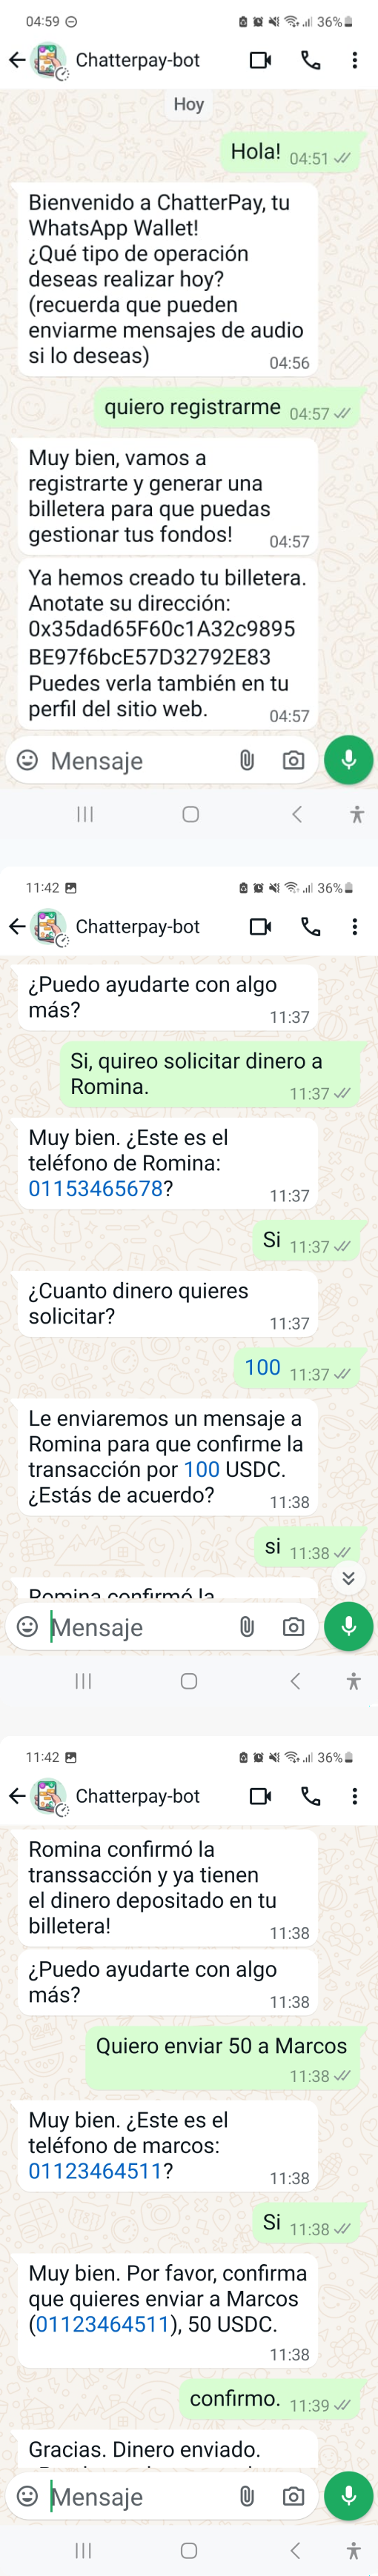 04:59 36%
Chatterpay-bot
Hoy
Hola! 04:51
Bienvenido a ChatterPay, tu
WhatsApp Wallet!
¿Qué tipo de operación
deseas realizar hoy?
(recuerda que pueden
enviarme mensajes de audio
si lo deseas)
04:56
quiero registrarme 04:57
Muy bien, vamos a
registrarte y generar una
billetera para que puedas
gestionar tus fondos!
04:57
Ya hemos creado tu billetera.
Anotate su dirección:
0x35dad65F60c1A32c9895
BE97f6bcE57D32792E83
Puedes verla también en tu
perfil del sitio web.
04:57
Mensaje
11:42 36%
Chatterpay-bot
¿Puedo ayudarte con algo
más?
11:37
Si, quireo solicitar dinero a
Romina.
11:37
Muy bien. ¿Este es el
teléfono de Romina:
01153465678?
11:37
Si 11:37
¿Cuanto dinero quieres
solicitar?
11:37
100 11:37
Le enviaremos un mensaje a
Romina para que confirme la
transacción por 100 USDC.
¿Estás de acuerdo?
11:38
si 11:38
Romina confirmó la
Mensaje
11:42 36%
Chatterpay-bot
Romina confirmó la
transsacción y ya tienen
el dinero depositado en tu
billetera!
11:38
¿Puedo ayudarte con algo
más?
11:38
Quiero enviar 50 a Marcos
11:38
Muy bien. ¿Este es el
teléfono de marcos:
01123464511?
11:38
Si 11:38
Muy bien. Por favor, confirma
que quieres enviar a Marcos
(01123464511), 50 USDC.
11:38
confirmo. 11:39
Gracias. Dinero enviado.
Mensaje